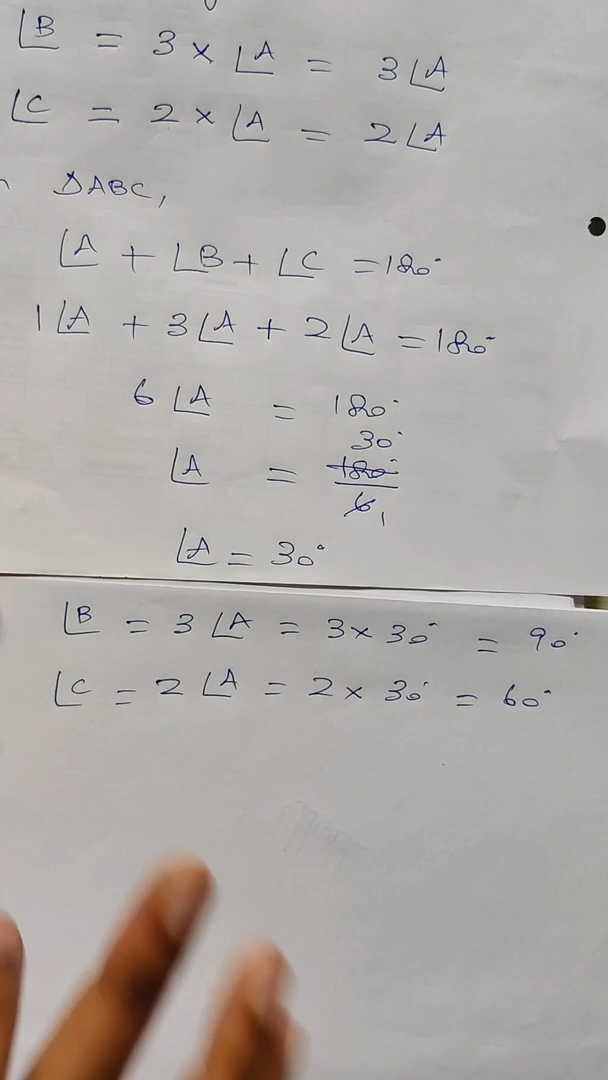 ∠B = 3 × ∠A = 3∠A
∠C = 2 × ∠A = 2∠A
ΔABC,
∠A + ∠B + ∠C = 180°
1∠A + 3∠A + 2∠A = 180°
6 ∠A = 180°
30°
∠A = 180°/6 1
∠A = 30°
∠B = 3 ∠A = 3 × 30° = 90°
∠C = 2 ∠A = 2 × 30° = 60°